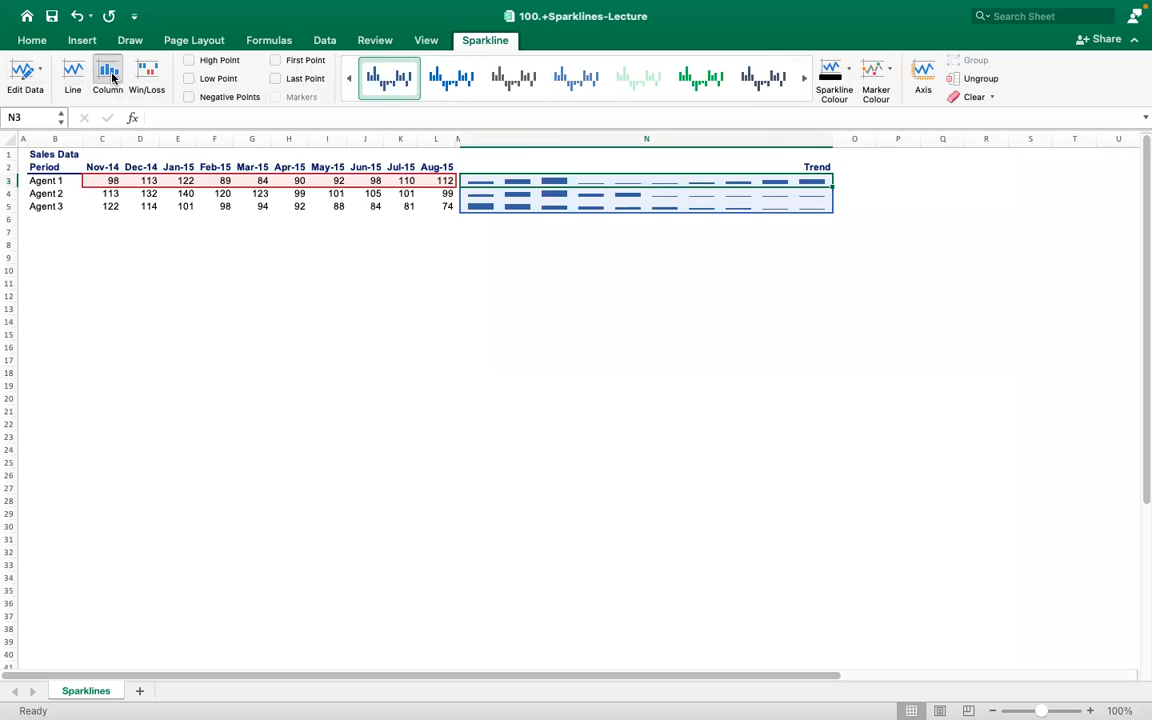 100.+Sparklines-Lecture
Search Sheet
Home Insert Draw Page Layout Formulas Data Review View Sparkline
Share
Edit Data
Line
Column
Win/Loss
High Point
First Point
Low Point
Last Point
Negative Points
Markers
Sparkline Colour
Marker Colour
Axis
Group
Ungroup
Clear
N3
fx
A B C D E F G H I J K L N O P Q R S T U
1 Sales Data
2 Period Nov-14 Dec-14 Jan-15 Feb-15 Mar-15 Apr-15 May-15 Jun-15 Jul-15 Aug-15 Trend
3 Agent 1 98 113 122 89 84 90 92 98 110 112
4 Agent 2 113 132 140 120 123 99 101 105 101 99
5 Agent 3 122 114 101 98 94 92 88 84 81 74
6
7
8
9
10
11
12
13
14
15
16
17
18
19
20
21
22
23
24
25
26
27
28
29
30
31
32
33
34
35
36
37
38
39
40
41
Sparklines
Ready
100%